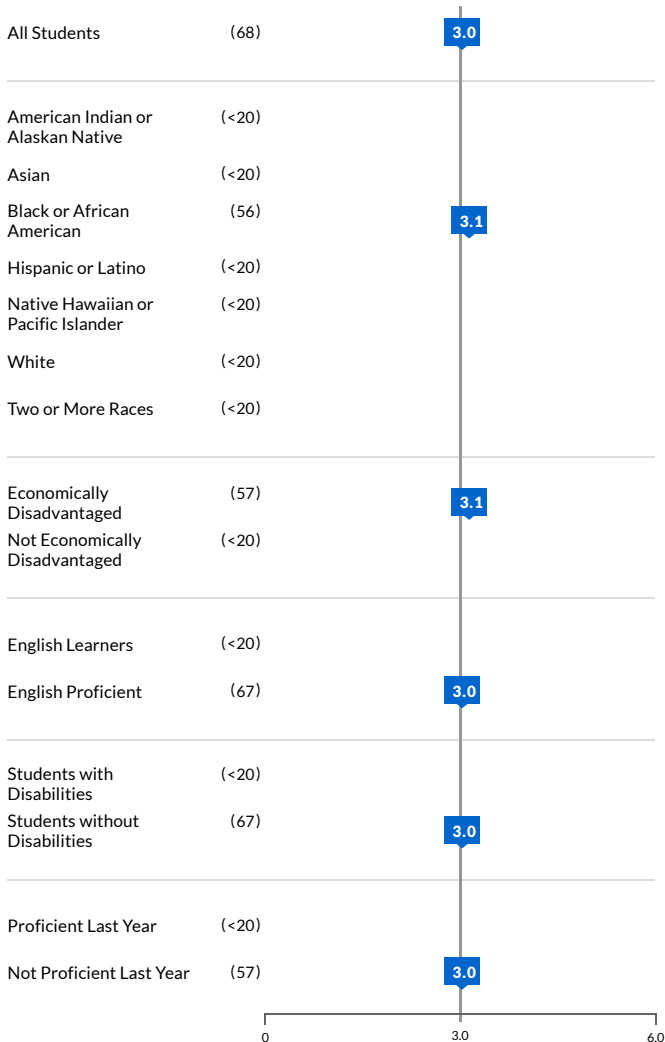 All Students (68) 3.0
American Indian or (<20)
Alaskan Native
Asian (<20)
Black or African (56) 3.1
American
Hispanic or Latino (<20)
Native Hawaiian or (<20)
Pacific Islander
White (<20)
Two or More Races (<20)
Economically (57) 3.1
Disadvantaged
Not Economically (<20)
Disadvantaged
English Learners (<20)
English Proficient (67) 3.0
Students with (<20)
Disabilities
Students without (67) 3.0
Disabilities
Proficient Last Year (<20)
Not Proficient Last Year (57) 3.0
0 3.0 6.0